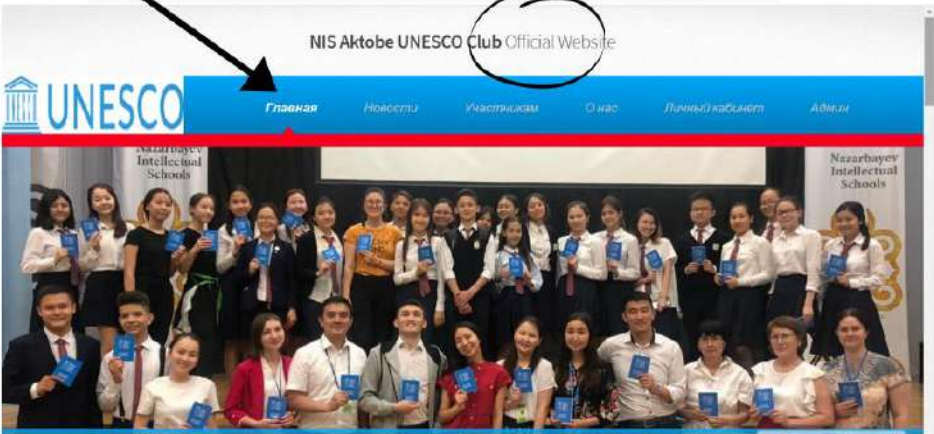 NIS Aktobe UNESCO Club Official Website
UNESCO
Главная Новости Участникам О нас Личный кабинет Админ
Nazarbayev
Intellectual
Schools
Nazarbayev
Intellectual
Schools